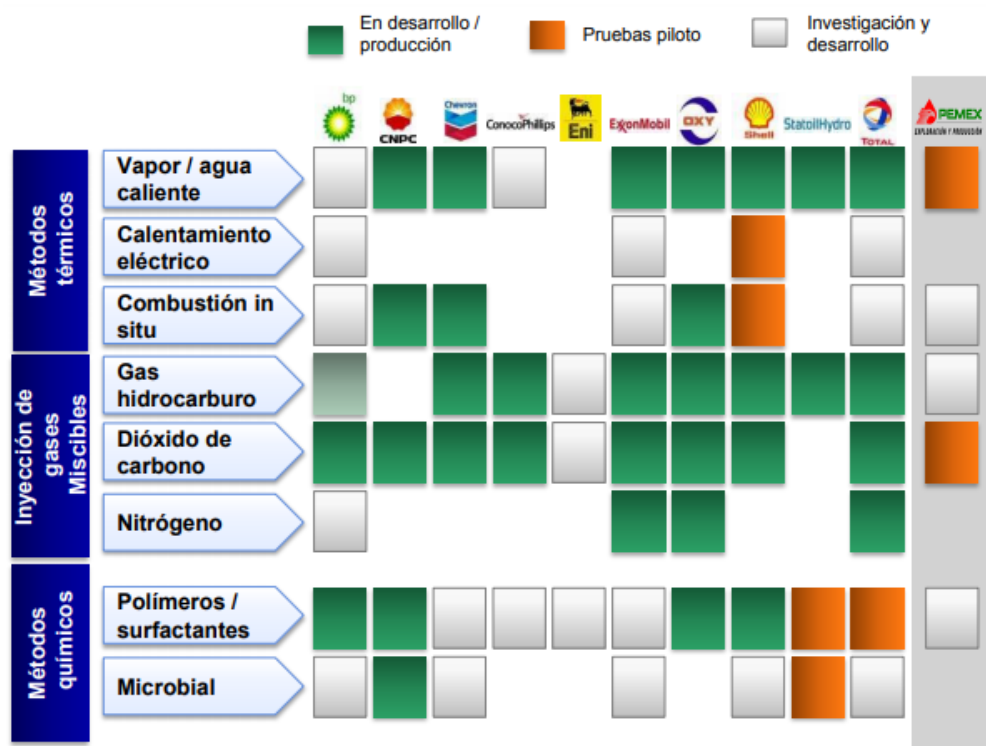 En desarrollo /
producción
Pruebas piloto
Investigación y
desarrollo
bp
CNPC
Chevron
ConocoPhillips
Eni
ExxonMobil
OXY
Shell
StatoilHydro
TOTAL
PEMEX
EXPLORACIÓN Y PRODUCCIÓN
Métodos
térmicos
Vapor / agua
caliente
Calentamiento
eléctrico
Combustión in
situ
Inyección de
gases
Miscibles
Gas
hidrocarburo
Dióxido de
carbono
Nitrógeno
Métodos
químicos
Polímeros /
surfactantes
Microbial